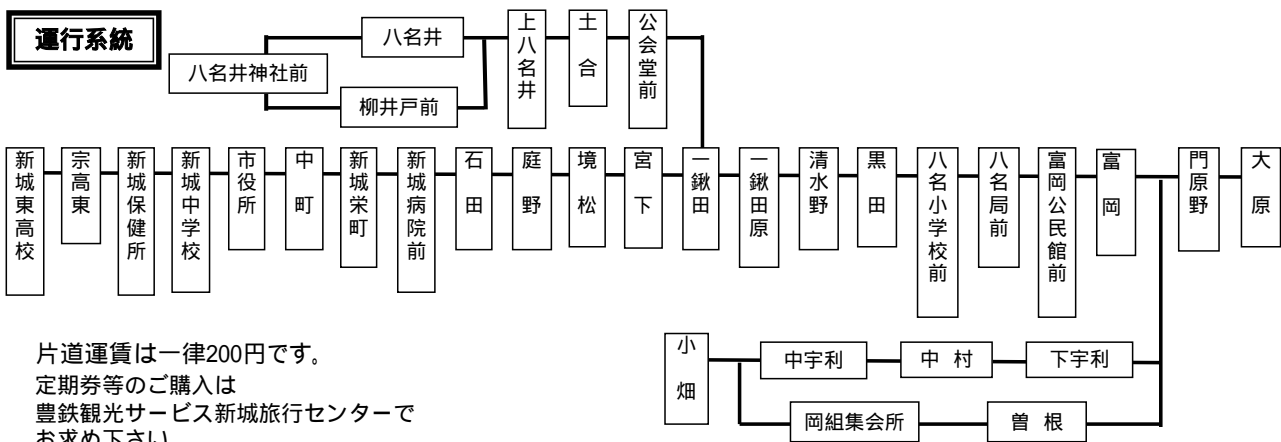 運行系統
八名井神社前
八名井
柳井戸前
上八名井
土合
公会堂前
新城東高校
宗高東
新城保健所
新城中学校
市役所
中町
新城栄町
新城病院前
石田
庭野
境松
宮下
一鍬田
一鍬田原
清水野
黒田
八名小学校前
八名局前
富岡公民館前
富岡
門原野
大原
小畑
中宇利
中村
下宇利
岡組集会所
曽根
片道運賃は一律200円です。
定期券等のご購入は
豊鉄観光サービス新城旅行センターで
お求め下さい